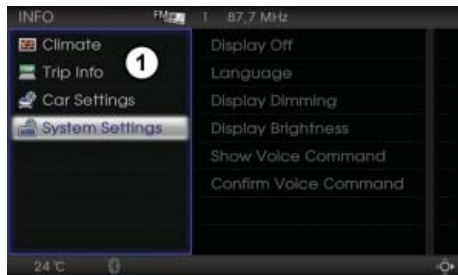 INFO FM 1 87,7 MHz
Climate
Trip Info
Car Settings
System Settings
1
Display Off
Language
Display Dimming
Display Brightness
Show Voice Command
Confirm Voice Command
24°C